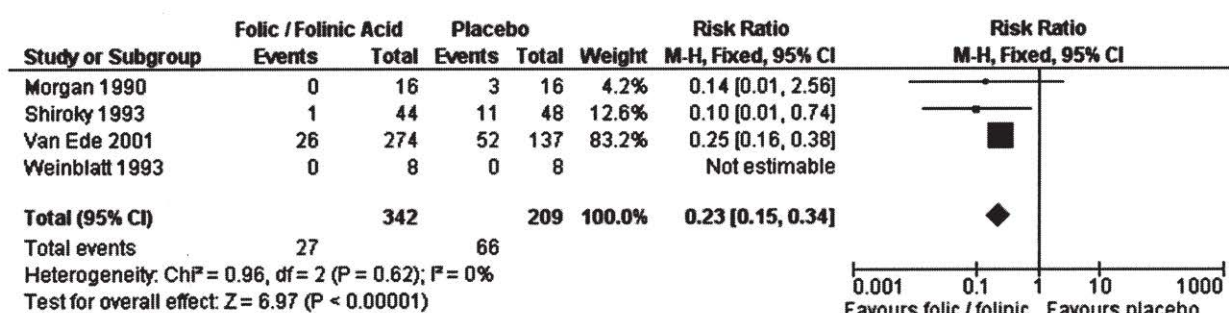 Folic / Folinic Acid Placebo Risk Ratio Risk Ratio
Study or Subgroup Events Total Events Total Weight M-H, Fixed, 95% CI M-H, Fixed, 95% CI
Morgan 1990 0 16 3 16 4.2% 0.14 [0.01, 2.56]
Shiroky 1993 1 44 11 48 12.6% 0.10 [0.01, 0.74]
Van Ede 2001 26 274 52 137 83.2% 0.25 [0.16, 0.38]
Weinblatt 1993 0 8 0 8 Not estimable
Total (95% CI) 342 209 100.0% 0.23 [0.15, 0.34]
Total events 27 66
Heterogeneity: Chi² = 0.96, df = 2 (P = 0.62); I² = 0%
Test for overall effect: Z = 6.97 (P < 0.00001)
0.001 0.1 1 10 1000
Favours folic / folinic Favours placebo